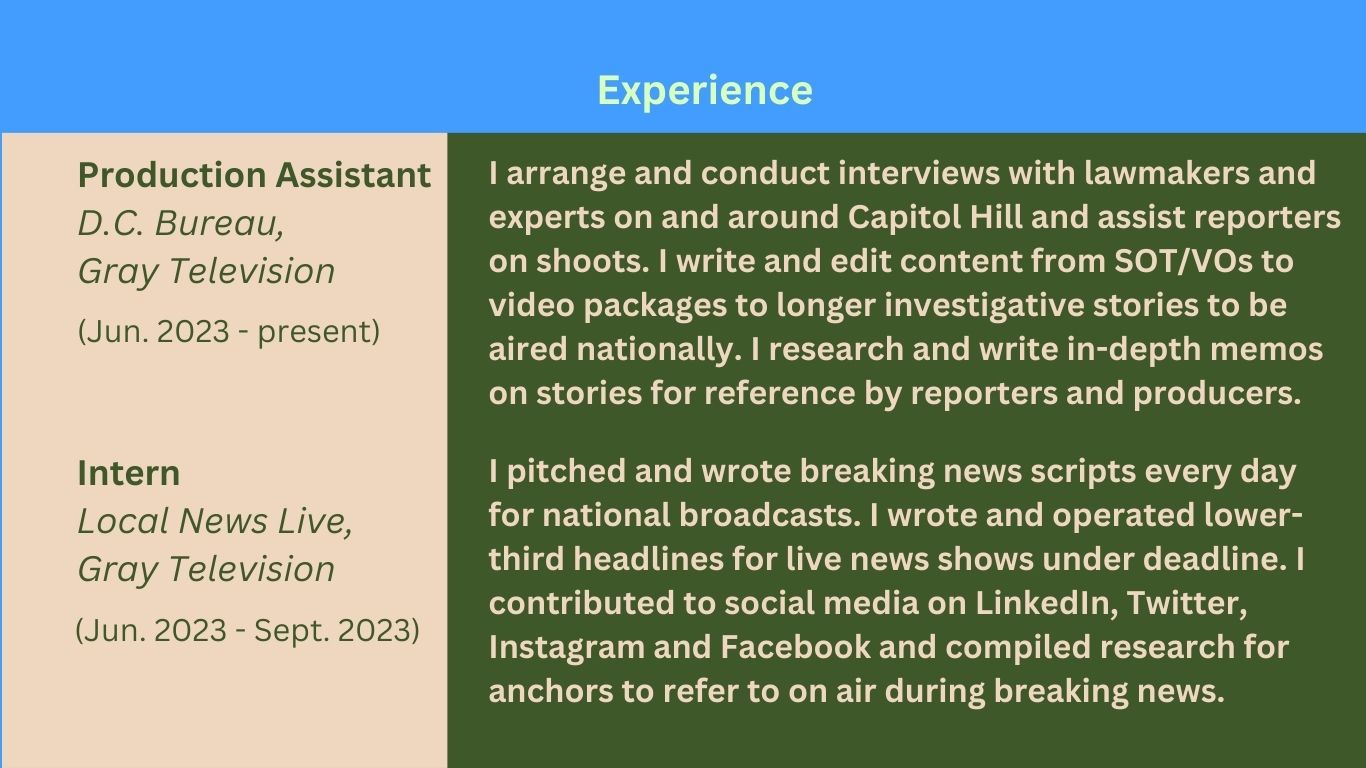 Experience
Production Assistant
D.C. Bureau,
Gray Television
(Jun. 2023 - present)
I arrange and conduct interviews with lawmakers and
experts on and around Capitol Hill and assist reporters
on shoots. I write and edit content from SOT/VOs to
video packages to longer investigative stories to be
aired nationally. I research and write in-depth memos
on stories for reference by reporters and producers.
Intern
Local News Live,
Gray Television
(Jun. 2023 - Sept. 2023)
I pitched and wrote breaking news scripts every day
for national broadcasts. I wrote and operated lower-
third headlines for live news shows under deadline. I
contributed to social media on LinkedIn, Twitter,
Instagram and Facebook and compiled research for
anchors to refer to on air during breaking news.